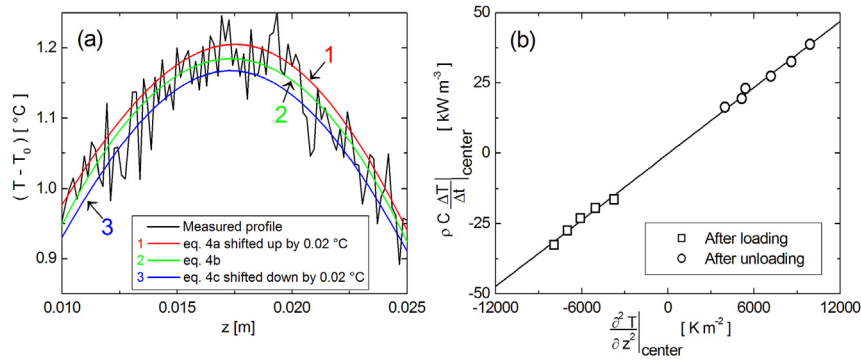 (a)
(T - T0) [ °C ]
1.2
1.1
1.0
0.9
1
2
3
Measured profile
1 eq. 4a shifted up by 0.02 °C
2 eq. 4b
3 eq. 4c shifted down by 0.02 °C
0.010
0.015
0.020
0.025
z [m]
(b)
ρ C ΔT/Δt |center [ kW m-3 ]
50
25
0
-25
-50
After loading
After unloading
-12000
-6000
0
6000
12000
∂²T/∂z² |center [ K m-2 ]